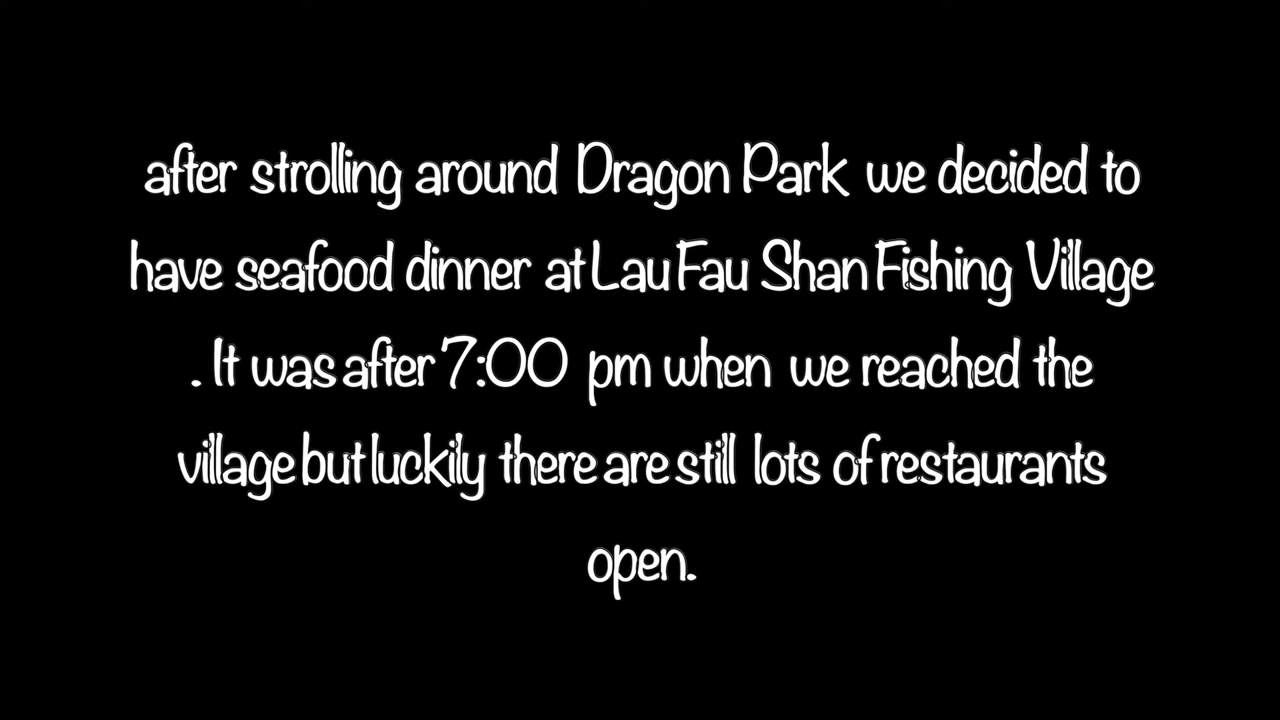 after strolling around Dragon Park we decided to
have seafood dinner at Lau Fau Shan Fishing Village
. It was after 7:00 pm when we reached the
village but luckily there are still lots of restaurants
open.